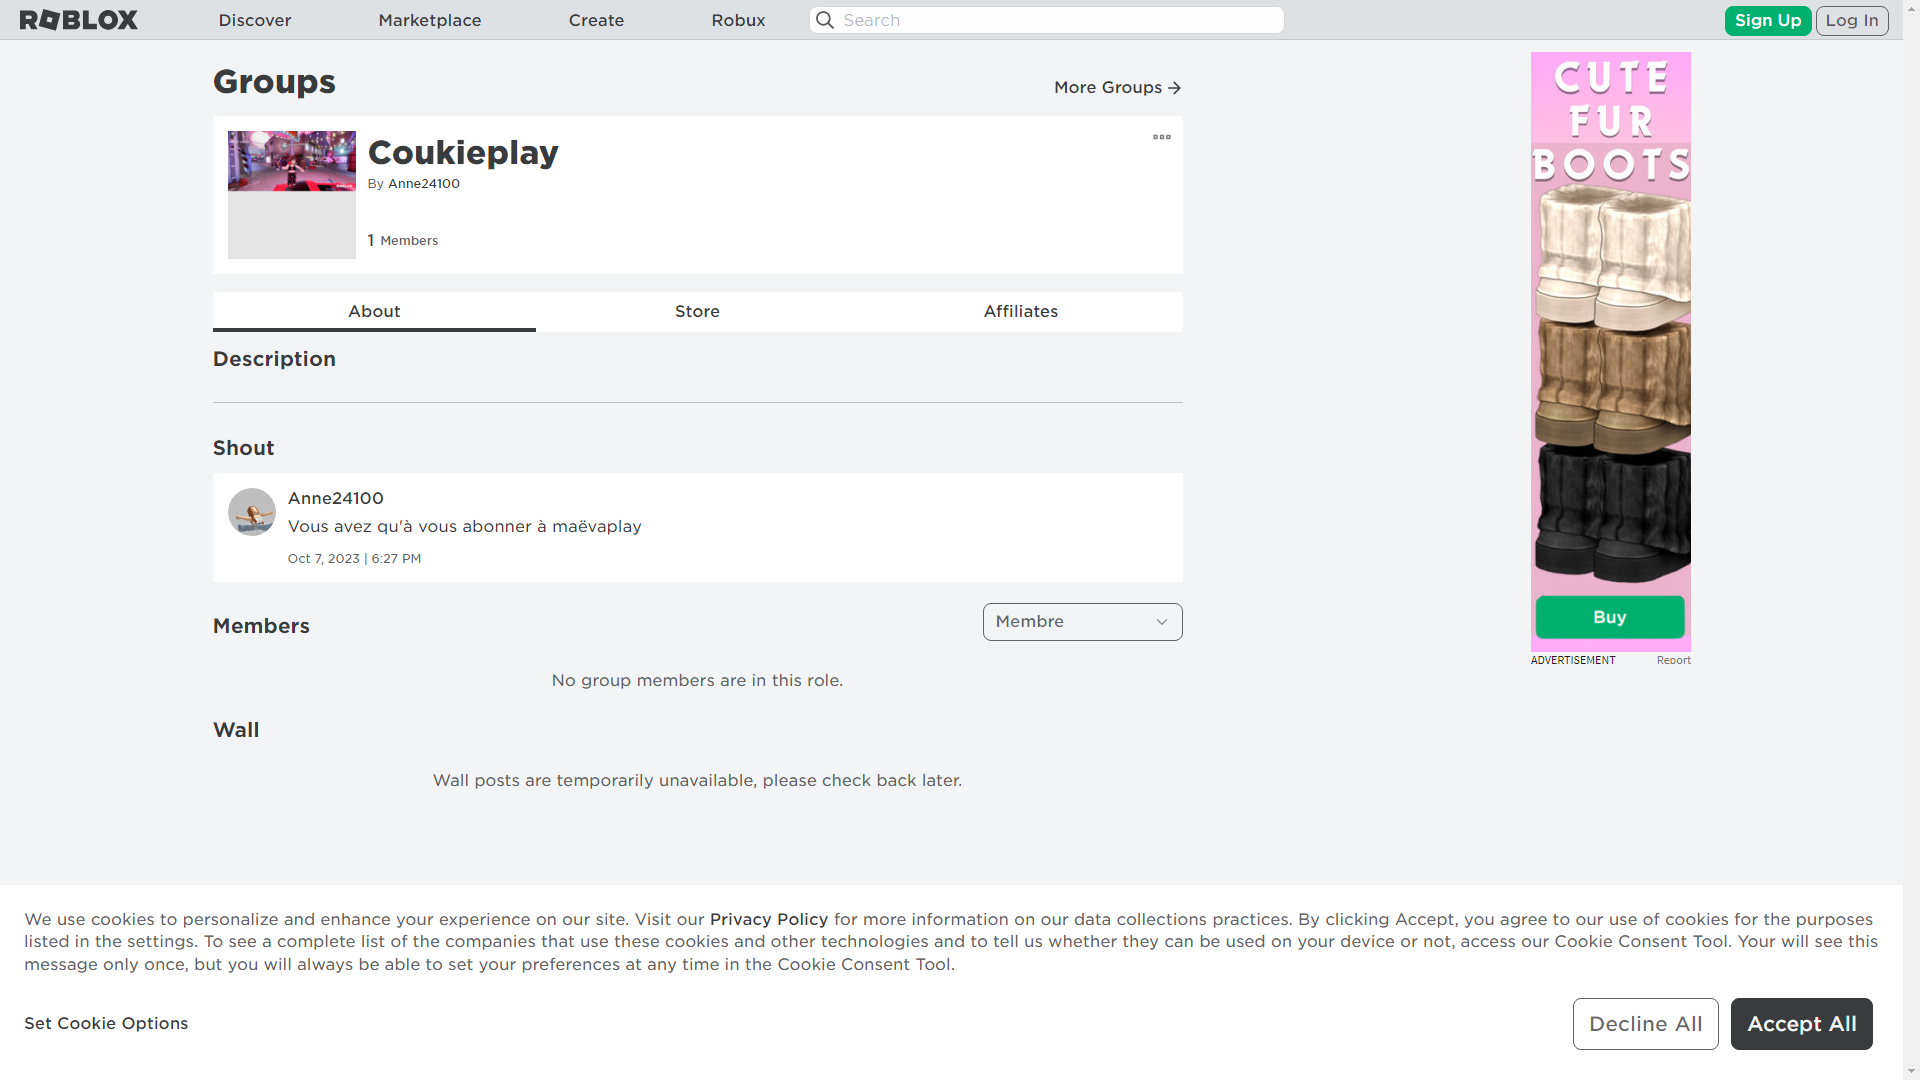 ROBLOX
Discover
Marketplace
Create
Robux
Search
Sign Up
Log In
Groups
More Groups
Coukieplay
By Anne24100
1 Members
About
Store
Affiliates
Description
Shout
Anne24100
Vous avez qu'à vous abonner à maëvaplay
Oct 7, 2023 | 6:27 PM
Members
Membre
No group members are in this role.
Wall
Wall posts are temporarily unavailable, please check back later.
CUTE
FUR
BOOTS
Buy
ADVERTISEMENT
Report
We use cookies to personalize and enhance your experience on our site. Visit our Privacy Policy for more information on our data collections practices. By clicking Accept, you agree to our use of cookies for the purposes
listed in the settings. To see a complete list of the companies that use these cookies and other technologies and to tell us whether they can be used on your device or not, access our Cookie Consent Tool. Your will see this
message only once, but you will always be able to set your preferences at any time in the Cookie Consent Tool.
Set Cookie Options
Decline All
Accept All